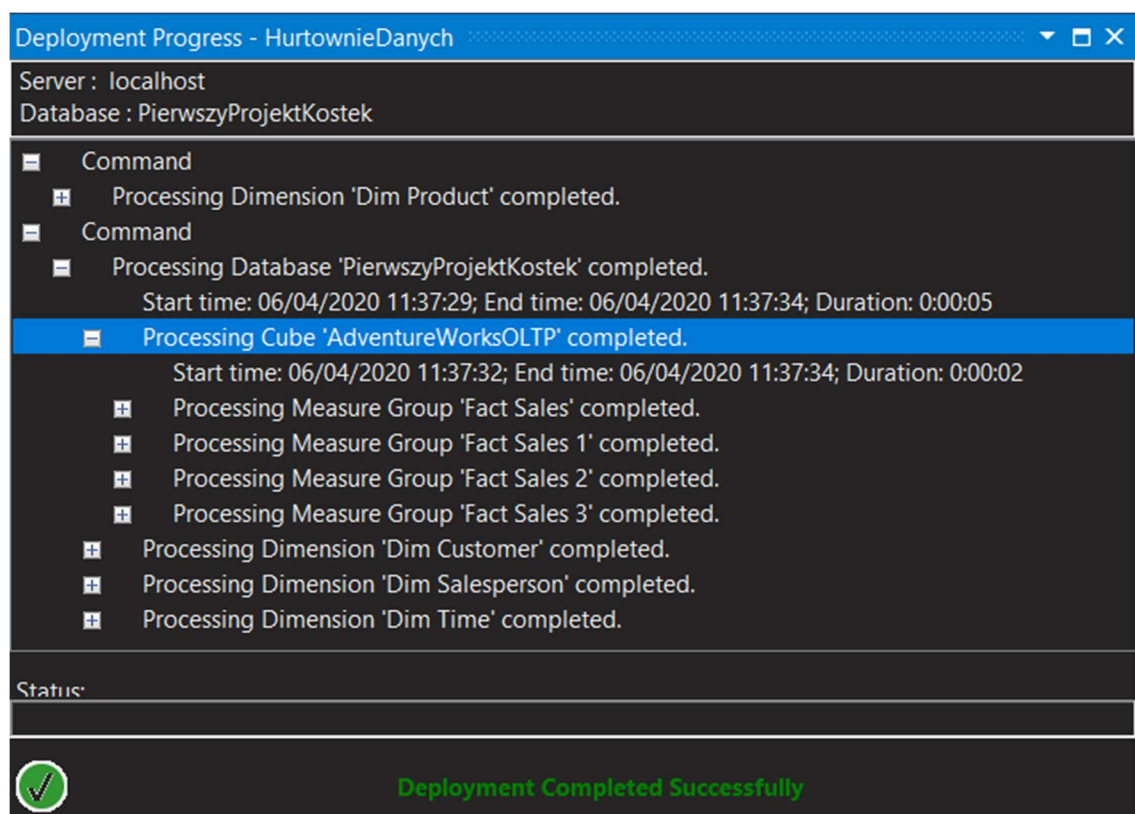 Deployment Progress - HurtownieDanych
Server : localhost
Database : PierwszyProjektKostek
Command
Processing Dimension 'Dim Product' completed.
Command
Processing Database 'PierwszyProjektKostek' completed.
Start time: 06/04/2020 11:37:29; End time: 06/04/2020 11:37:34; Duration: 0:00:05
Processing Cube 'AdventureWorksOLTP' completed.
Start time: 06/04/2020 11:37:32; End time: 06/04/2020 11:37:34; Duration: 0:00:02
Processing Measure Group 'Fact Sales' completed.
Processing Measure Group 'Fact Sales 1' completed.
Processing Measure Group 'Fact Sales 2' completed.
Processing Measure Group 'Fact Sales 3' completed.
Processing Dimension 'Dim Customer' completed.
Processing Dimension 'Dim Salesperson' completed.
Processing Dimension 'Dim Time' completed.
Status:
Deployment Completed Successfully